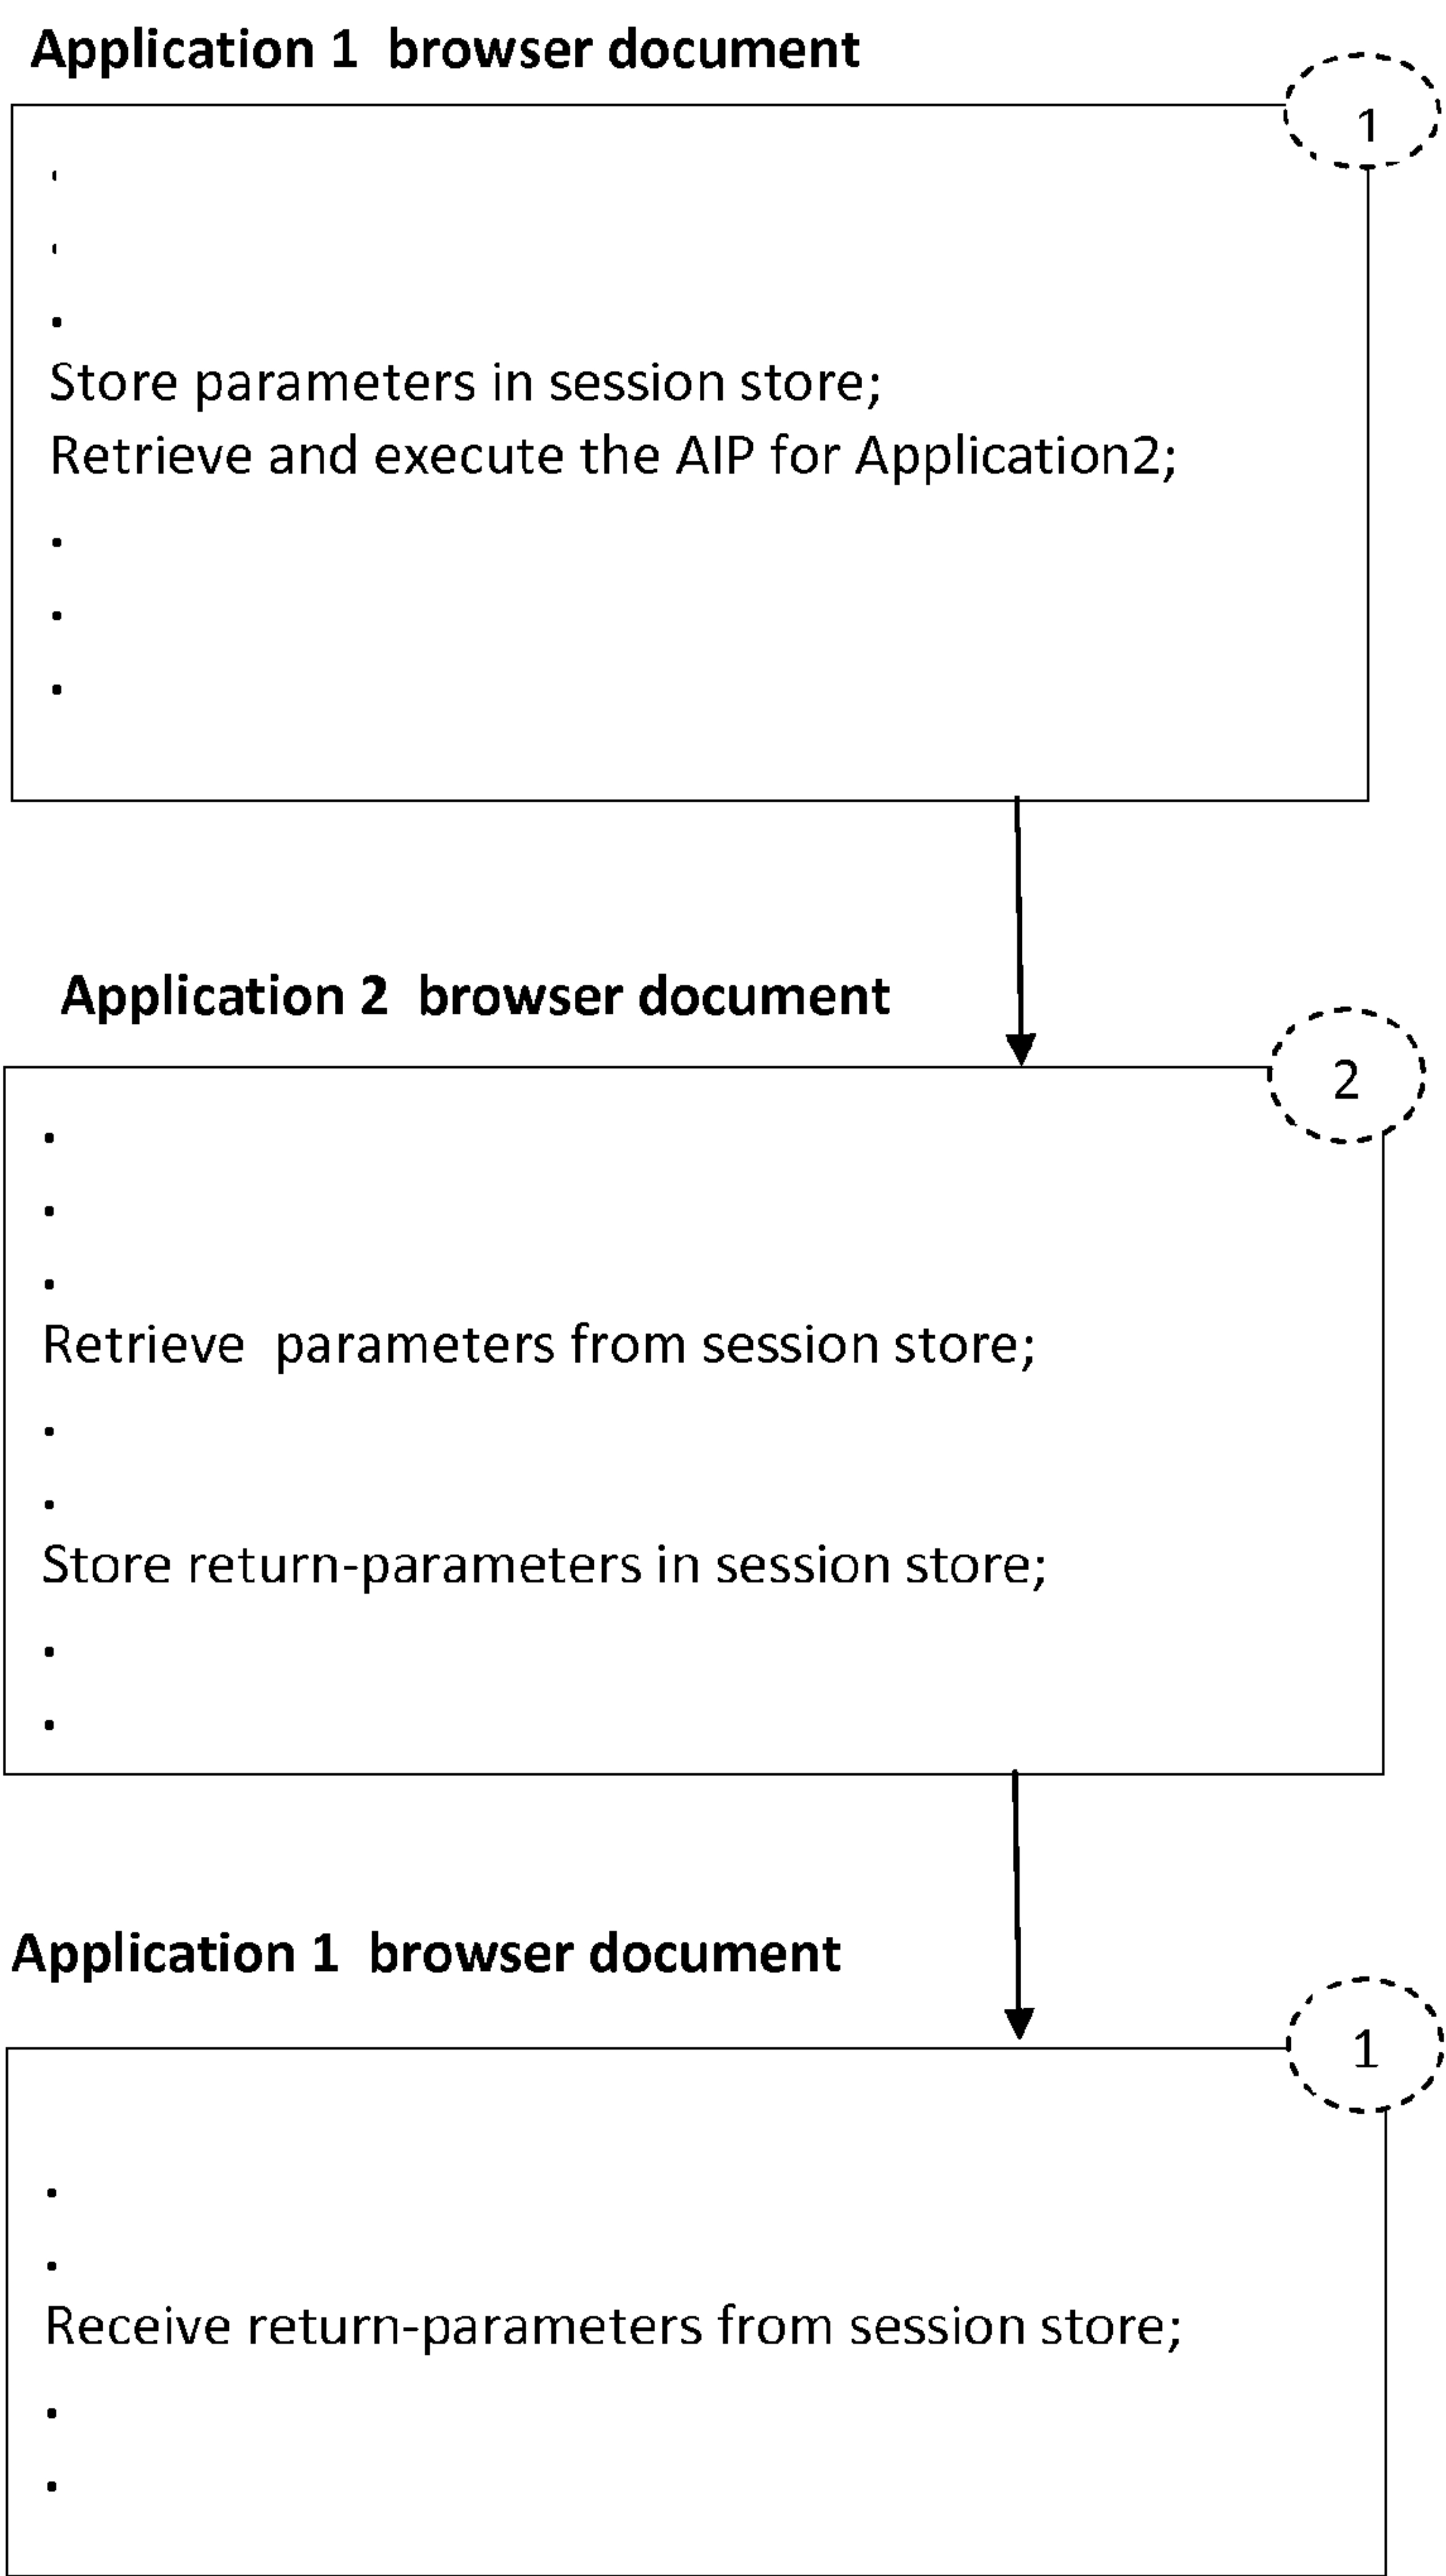 Application 1 browser document
1
.
.
.
Store parameters in session store;
Retrieve and execute the AIP for Application2;
.
.
.
Application 2 browser document
2
.
.
.
Retrieve parameters from session store;
.
.
Store return-parameters in session store;
.
.
Application 1 browser document
1
.
.
Receive return-parameters from session store;
.
.